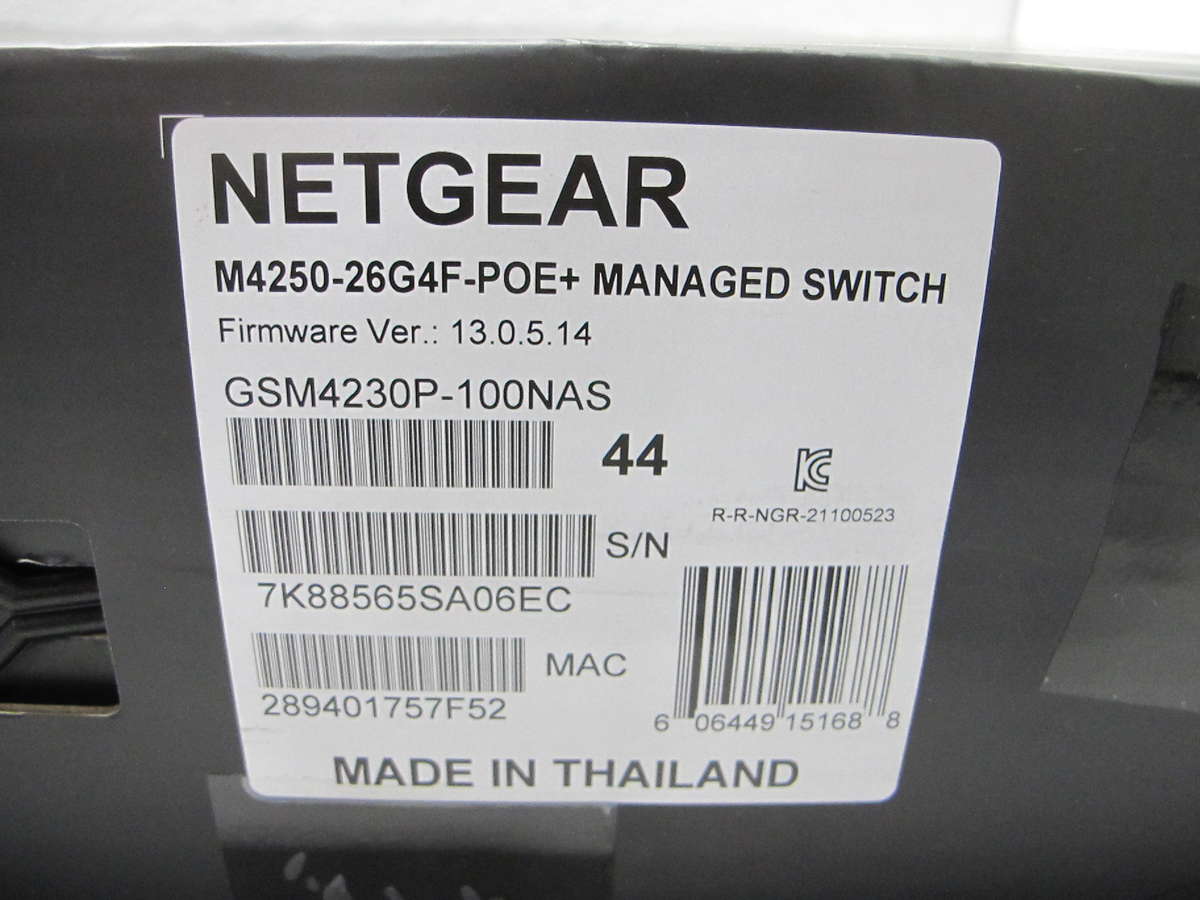 NETGEAR
M4250-26G4F-POE+ MANAGED SWITCH
Firmware Ver.: 13.0.5.14
GSM4230P-100NAS
44
R-R-NGR-21100523
S/N
7K88565SA06EC
MAC
289401757F52
6 06449 15168 8
MADE IN THAILAND